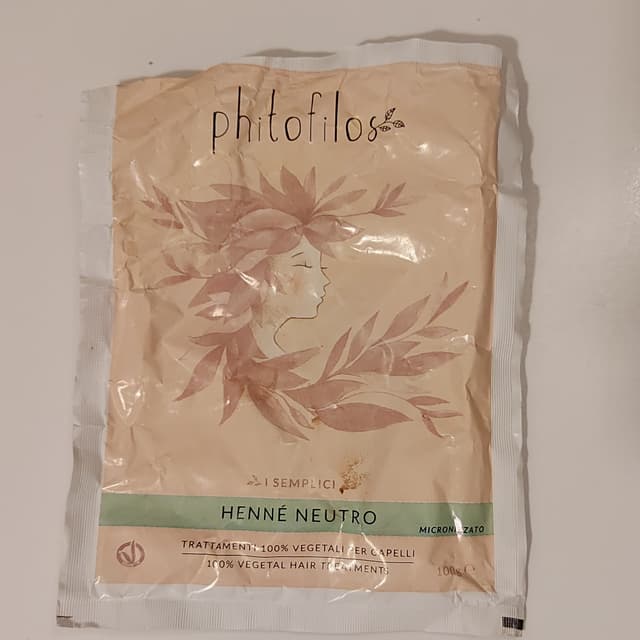 phitofilos
I SEMPLICI
HENNÉ NEUTRO
MICRONIZZATO
TRATTAMENTI 100% VEGETALI PER CAPELLI
100% VEGETAL HAIR TREATMENTS
100g ℮